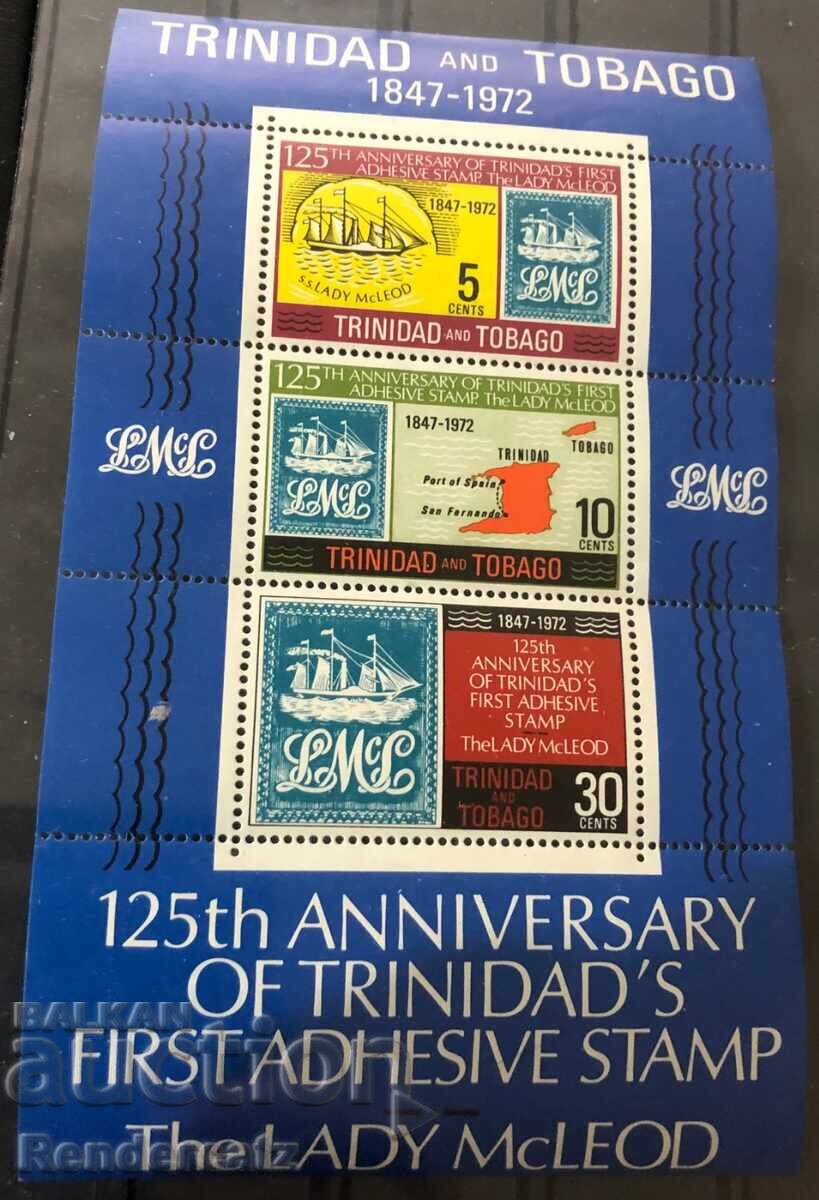 TRINIDAD AND TOBAGO
1847-1972
125TH ANNIVERSARY OF TRINIDAD'S FIRST
ADHESIVE STAMP. The LADY McLEOD
1847-1972
s.s. LADY McLEOD
5
CENTS
LMcL
TRINIDAD AND TOBAGO
125TH ANNIVERSARY OF TRINIDAD'S FIRST
ADHESIVE STAMP. The LADY McLEOD
1847-1972
TRINIDAD
TOBAGO
Port of Spain
San Fernando
LMcL
10
CENTS
TRINIDAD AND TOBAGO
LMcL
LMcL
1847-1972
125th
ANNIVERSARY
OF TRINIDAD'S
FIRST ADHESIVE
STAMP
The LADY McLEOD
LMcL
TRINIDAD
AND
TOBAGO
30
CENTS
125th ANNIVERSARY
OF TRINIDAD'S
FIRST ADHESIVE STAMP
The LADY McLEOD
BALKAN
auction
Rendemetz